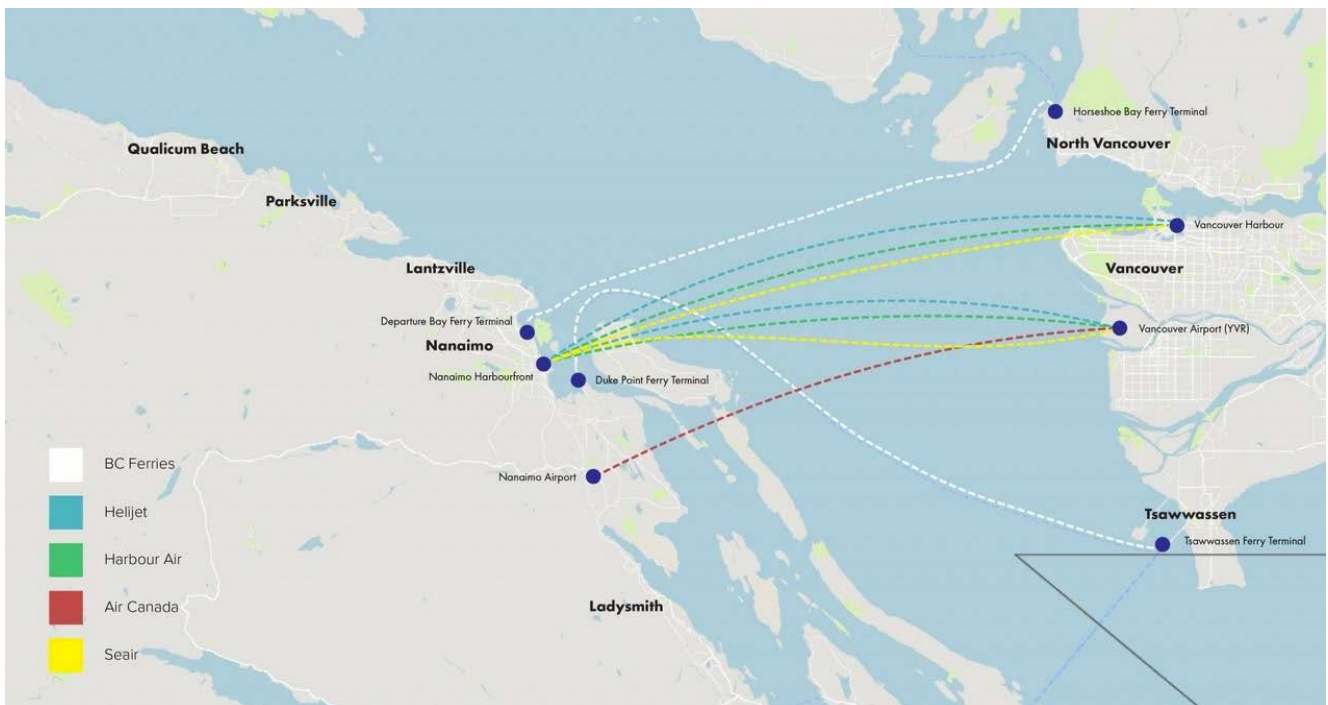 Horseshoe Bay Ferry Terminal
North Vancouver
Qualicum Beach
Parksville
Vancouver Harbour
Lantzville
Vancouver
Departure Bay Ferry Terminal
Vancouver Airport (YVR)
Nanaimo
Nanaimo Harbourfront
Duke Point Ferry Terminal
Nanaimo Airport
Tsawwassen
Tsawwassen Ferry Terminal
Ladysmith
BC Ferries
Helijet
Harbour Air
Air Canada
Seair